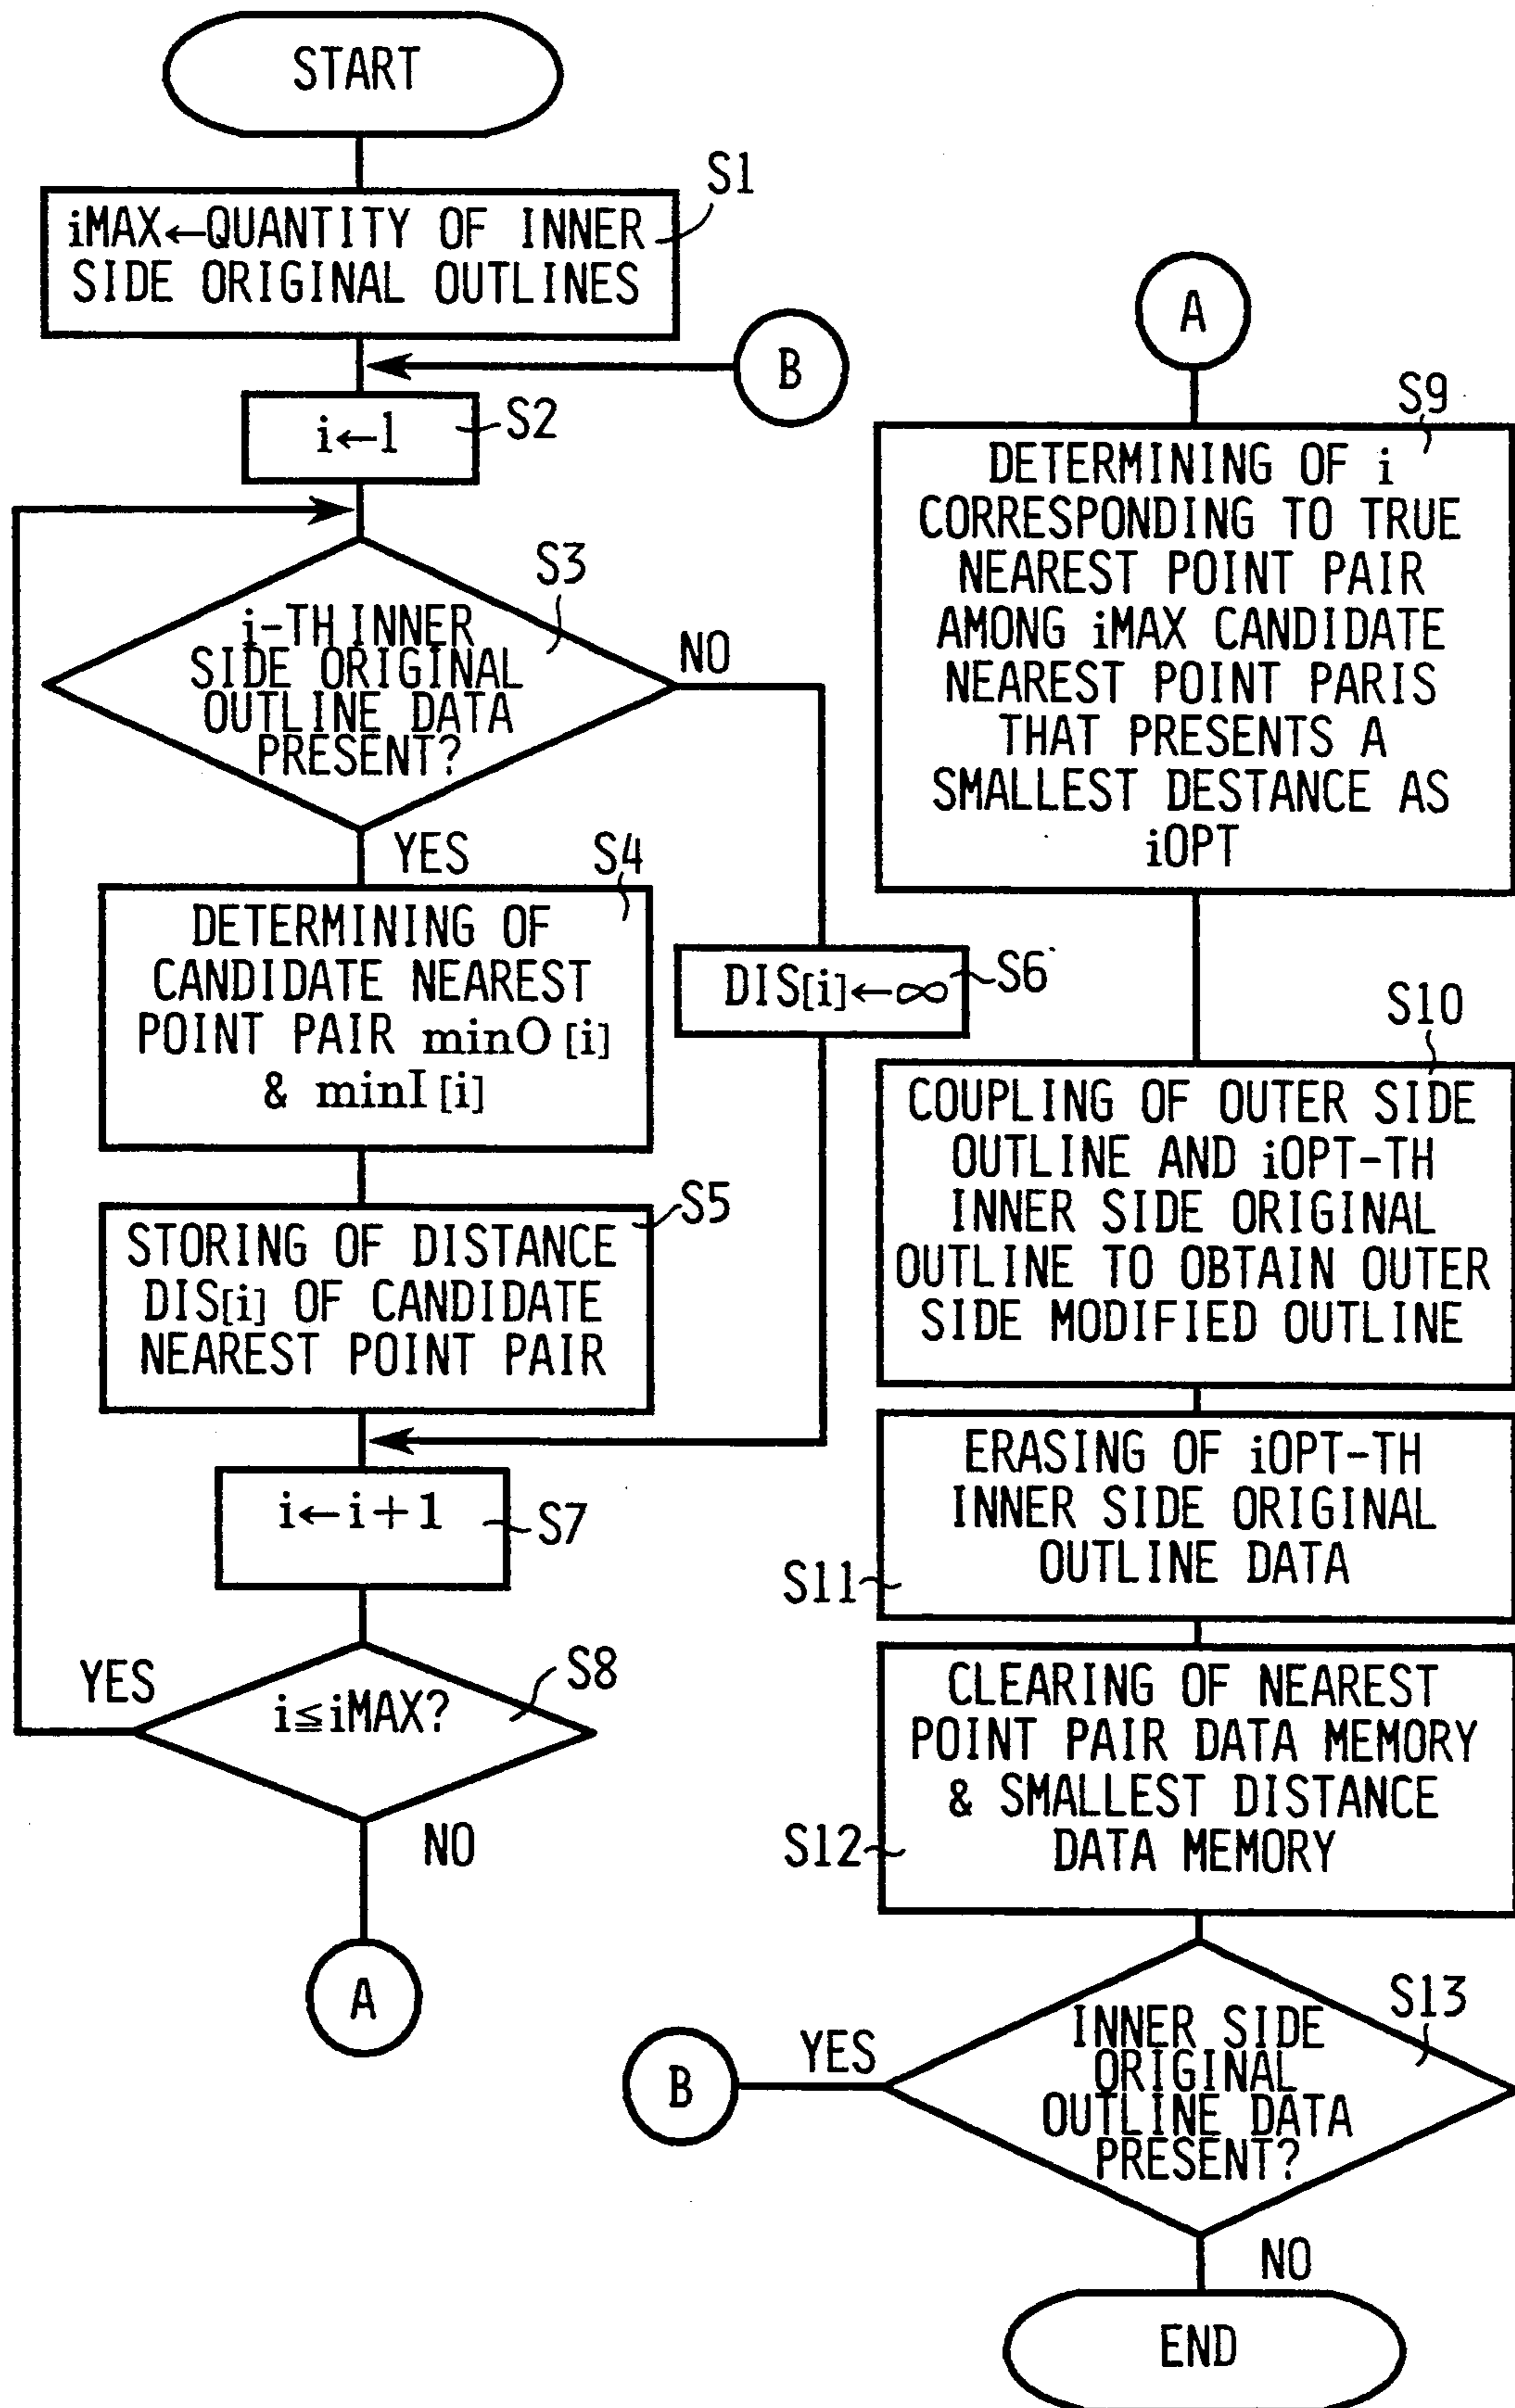 START
S1
iMAX←QUANTITY OF INNER
SIDE ORIGINAL OUTLINES
B
i←1
S2
S3
i-TH INNER
SIDE ORIGINAL
OUTLINE DATA
PRESENT?
NO
YES
S4
DETERMINING OF
CANDIDATE NEAREST
POINT PAIR minO [i]
& minI [i]
DIS[i]←∞
S6
S5
STORING OF DISTANCE
DIS[i] OF CANDIDATE
NEAREST POINT PAIR
i←i+1
S7
YES
i≦iMAX?
S8
NO
A
A
S9
DETERMINING OF i
CORRESPONDING TO TRUE
NEAREST POINT PAIR
AMONG iMAX CANDIDATE
NEAREST POINT PARIS
THAT PRESENTS A
SMALLEST DESTANCE AS
iOPT
S10
COUPLING OF OUTER SIDE
OUTLINE AND iOPT-TH
INNER SIDE ORIGINAL
OUTLINE TO OBTAIN OUTER
SIDE MODIFIED OUTLINE
ERASING OF iOPT-TH
INNER SIDE ORIGINAL
OUTLINE DATA
S11
CLEARING OF NEAREST
POINT PAIR DATA MEMORY
& SMALLEST DISTANCE
DATA MEMORY
S12
S13
INNER SIDE
ORIGINAL
OUTLINE DATA
PRESENT?
YES
B
NO
END